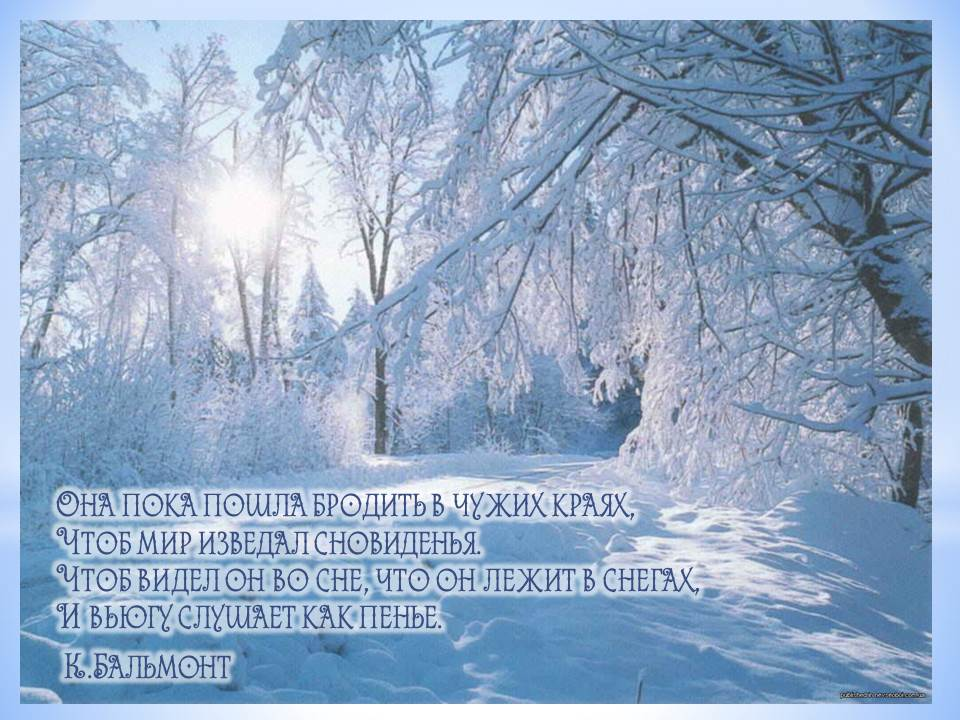 Она пока пошла бродить в чужих краях,
Чтоб мир изведал сновиденья.
Чтоб видел он во сне, что он лежит в снегах,
И вьюгу слушает как пенье.
К.Бальмонт